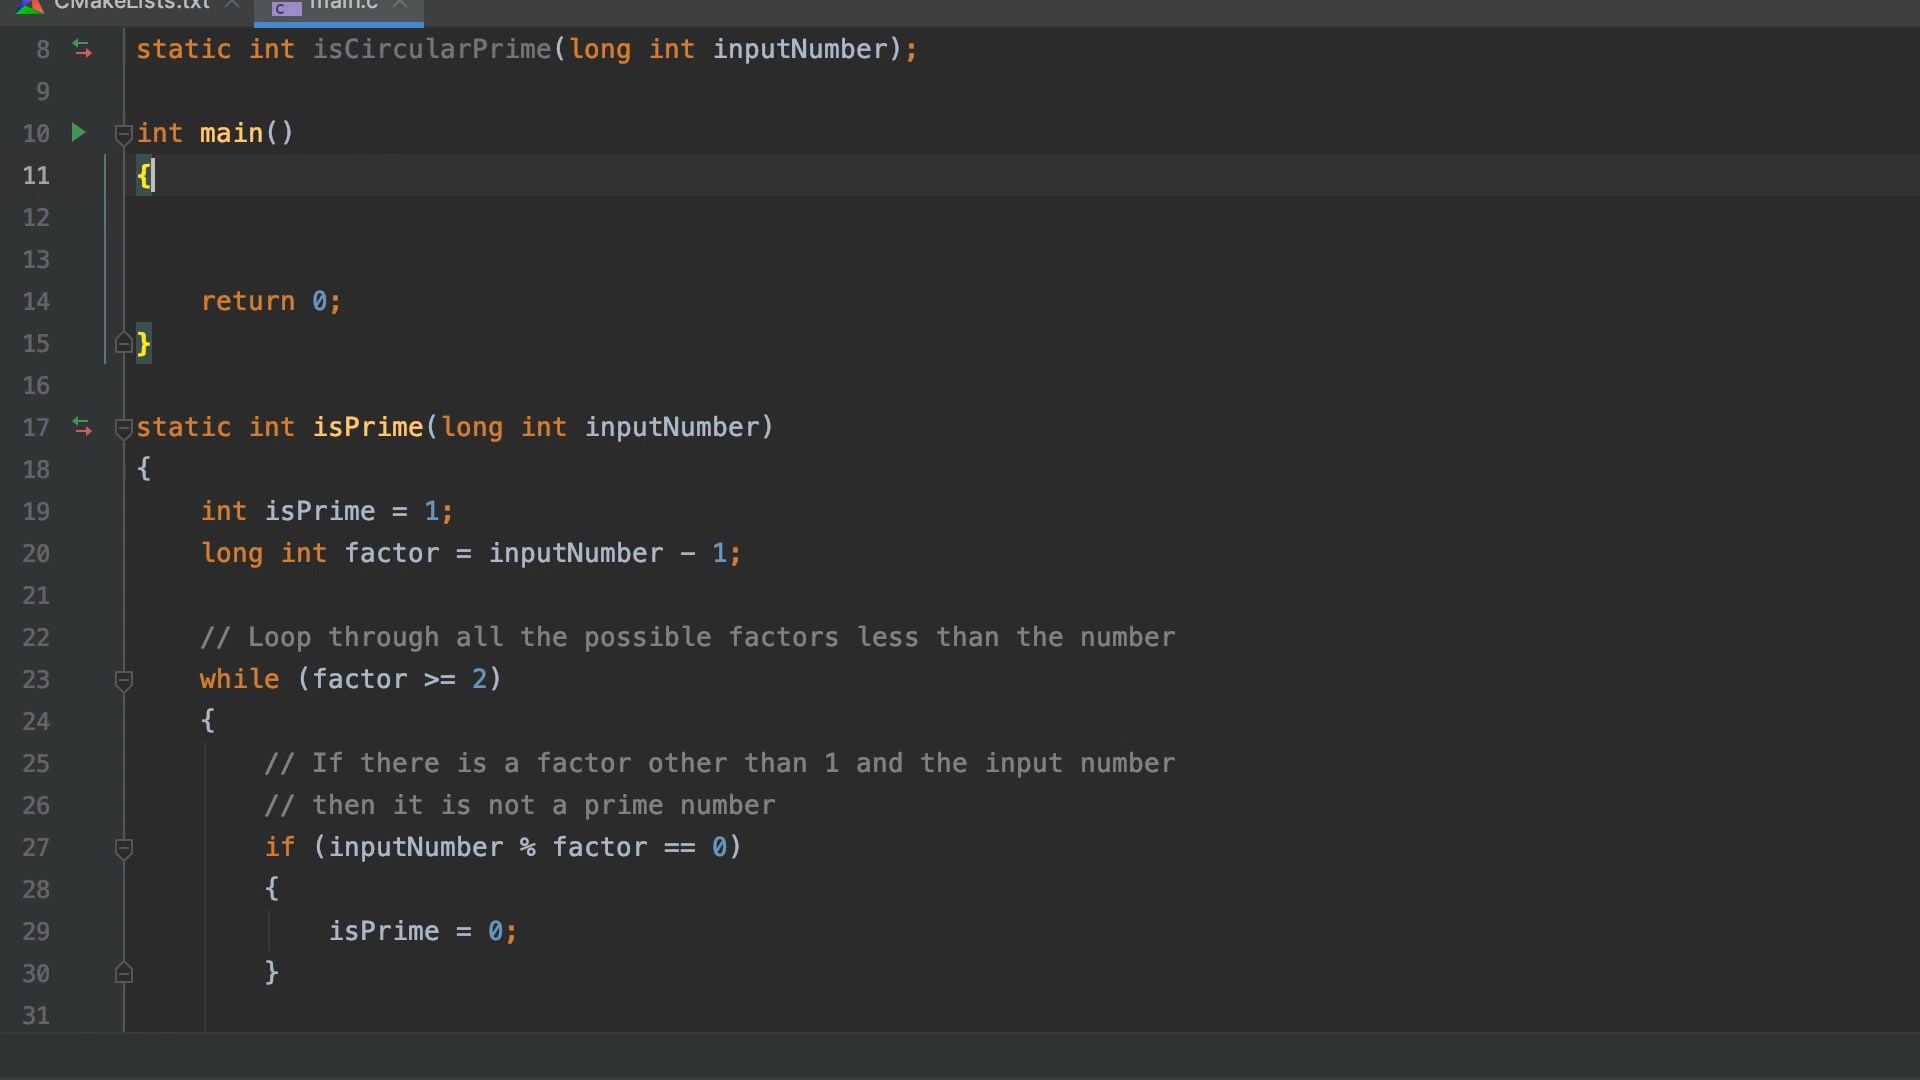 CMakeLists.txt main.c
8 static int isCircularPrime(long int inputNumber);
9
10 int main()
11 {
12
13
14 return 0;
15 }
16
17 static int isPrime(long int inputNumber)
18 {
19 int isPrime = 1;
20 long int factor = inputNumber - 1;
21
22 // Loop through all the possible factors less than the number
23 while (factor >= 2)
24 {
25 // If there is a factor other than 1 and the input number
26 // then it is not a prime number
27 if (inputNumber % factor == 0)
28 {
29 isPrime = 0;
30 }
31